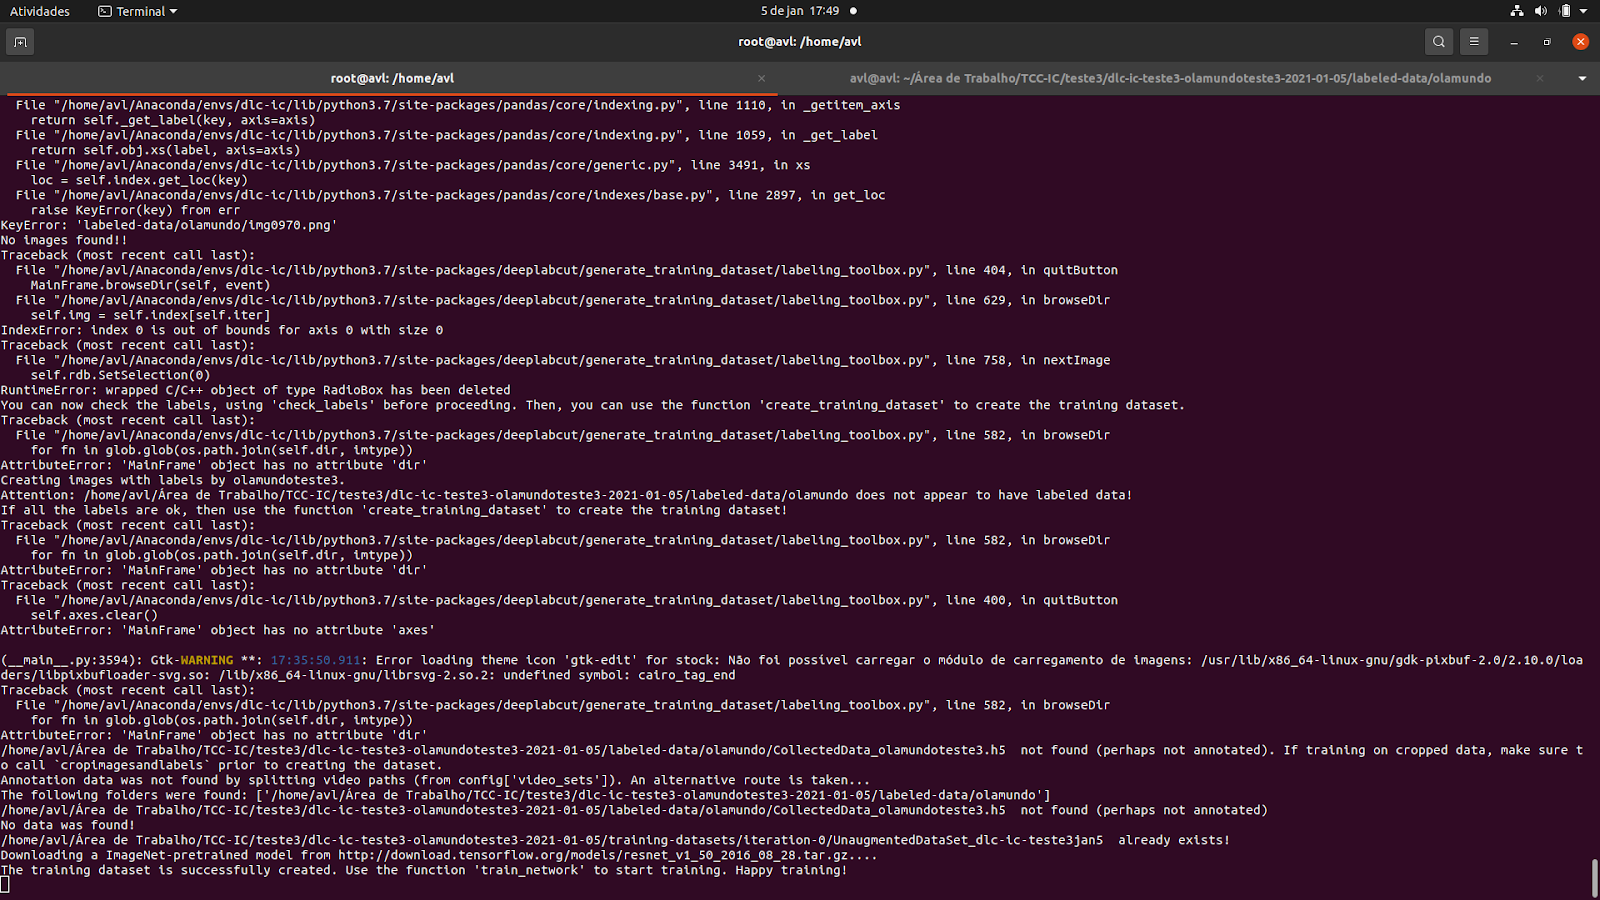 Atividades
Terminal
5 de jan 17:49
root@avl: /home/avl
root@avl: /home/avl
avl@avl: ~/Área de Trabalho/TCC-IC/teste3/dlc-ic-teste3-olamundoteste3-2021-01-05/labeled-data/olamundo
File "/home/avl/Anaconda/envs/dlc-ic/lib/python3.7/site-packages/pandas/core/indexing.py", line 1110, in _getitem_axis
return self._get_label(key, axis=axis)
File "/home/avl/Anaconda/envs/dlc-ic/lib/python3.7/site-packages/pandas/core/indexing.py", line 1059, in _get_label
return self.obj.xs(label, axis=axis)
File "/home/avl/Anaconda/envs/dlc-ic/lib/python3.7/site-packages/pandas/core/generic.py", line 3491, in xs
loc = self.index.get_loc(key)
File "/home/avl/Anaconda/envs/dlc-ic/lib/python3.7/site-packages/pandas/core/indexes/base.py", line 2897, in get_loc
raise KeyError(key) from err
KeyError: 'labeled-data/olamundo/img0970.png'
No images found!!
Traceback (most recent call last):
File "/home/avl/Anaconda/envs/dlc-ic/lib/python3.7/site-packages/deeplabcut/generate_training_dataset/labeling_toolbox.py", line 404, in quitButton
MainFrame.browseDir(self, event)
File "/home/avl/Anaconda/envs/dlc-ic/lib/python3.7/site-packages/deeplabcut/generate_training_dataset/labeling_toolbox.py", line 629, in browseDir
self.img = self.index[self.iter]
IndexError: index 0 is out of bounds for axis 0 with size 0
Traceback (most recent call last):
File "/home/avl/Anaconda/envs/dlc-ic/lib/python3.7/site-packages/deeplabcut/generate_training_dataset/labeling_toolbox.py", line 758, in nextImage
self.rdb.SetSelection(0)
RuntimeError: wrapped C/C++ object of type RadioBox has been deleted
You can now check the labels, using 'check_labels' before proceeding. Then, you can use the function 'create_training_dataset' to create the training dataset.
Traceback (most recent call last):
File "/home/avl/Anaconda/envs/dlc-ic/lib/python3.7/site-packages/deeplabcut/generate_training_dataset/labeling_toolbox.py", line 582, in browseDir
for fn in glob.glob(os.path.join(self.dir, imtype))
AttributeError: 'MainFrame' object has no attribute 'dir'
Creating images with labels by olamundoteste3.
Attention: /home/avl/Área de Trabalho/TCC-IC/teste3/dlc-ic-teste3-olamundoteste3-2021-01-05/labeled-data/olamundo does not appear to have labeled data!
If all the labels are ok, then use the function 'create_training_dataset' to create the training dataset!
Traceback (most recent call last):
File "/home/avl/Anaconda/envs/dlc-ic/lib/python3.7/site-packages/deeplabcut/generate_training_dataset/labeling_toolbox.py", line 582, in browseDir
for fn in glob.glob(os.path.join(self.dir, imtype))
AttributeError: 'MainFrame' object has no attribute 'dir'
Traceback (most recent call last):
File "/home/avl/Anaconda/envs/dlc-ic/lib/python3.7/site-packages/deeplabcut/generate_training_dataset/labeling_toolbox.py", line 400, in quitButton
self.axes.clear()
AttributeError: 'MainFrame' object has no attribute 'axes'
(__main__.py:3594): Gtk-WARNING **: 17:35:50.911: Error loading theme icon 'gtk-edit' for stock: Não foi possível carregar o módulo de carregamento de imagens: /usr/lib/x86_64-linux-gnu/gdk-pixbuf-2.0/2.10.0/loa
ders/libpixbufloader-svg.so: /lib/x86_64-linux-gnu/librsvg-2.so.2: undefined symbol: cairo_tag_end
Traceback (most recent call last):
File "/home/avl/Anaconda/envs/dlc-ic/lib/python3.7/site-packages/deeplabcut/generate_training_dataset/labeling_toolbox.py", line 582, in browseDir
for fn in glob.glob(os.path.join(self.dir, imtype))
AttributeError: 'MainFrame' object has no attribute 'dir'
/home/avl/Área de Trabalho/TCC-IC/teste3/dlc-ic-teste3-olamundoteste3-2021-01-05/labeled-data/olamundo/CollectedData_olamundoteste3.h5  not found (perhaps not annotated). If training on cropped data, make sure t
o call `cropimagesandlabels` prior to creating the dataset.
Annotation data was not found by splitting video paths (from config['video_sets']). An alternative route is taken...
The following folders were found: ['/home/avl/Área de Trabalho/TCC-IC/teste3/dlc-ic-teste3-olamundoteste3-2021-01-05/labeled-data/olamundo']
/home/avl/Área de Trabalho/TCC-IC/teste3/dlc-ic-teste3-olamundoteste3-2021-01-05/labeled-data/olamundo/CollectedData_olamundoteste3.h5  not found (perhaps not annotated)
No data was found!
/home/avl/Área de Trabalho/TCC-IC/teste3/dlc-ic-teste3-olamundoteste3-2021-01-05/training-datasets/iteration-0/UnaugmentedDataSet_dlc-ic-teste3jan5  already exists!
Downloading a ImageNet-pretrained model from http://download.tensorflow.org/models/resnet_v1_50_2016_08_28.tar.gz....
The training dataset is successfully created. Use the function 'train_network' to start training. Happy training!